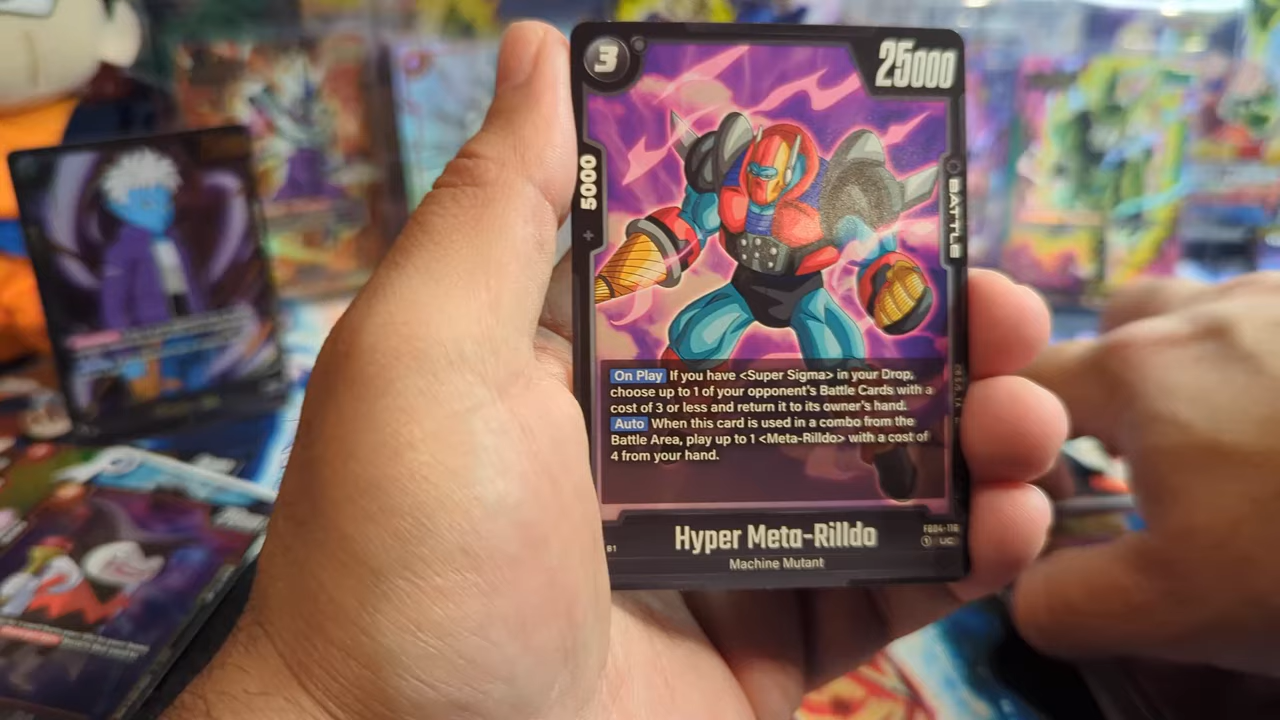 3
25000
+ 5000
BATTLE
On Play If you have <Super Sigma> in your Drop,
choose up to 1 of your opponent's Battle Cards with a
cost of 3 or less and return it to its owner's hand.
Auto When this card is used in a combo from the
Battle Area, play up to 1 <Meta-Rilldo> with a cost of
4 from your hand.
Hyper Meta-Rilldo
Machine Mutant
UC